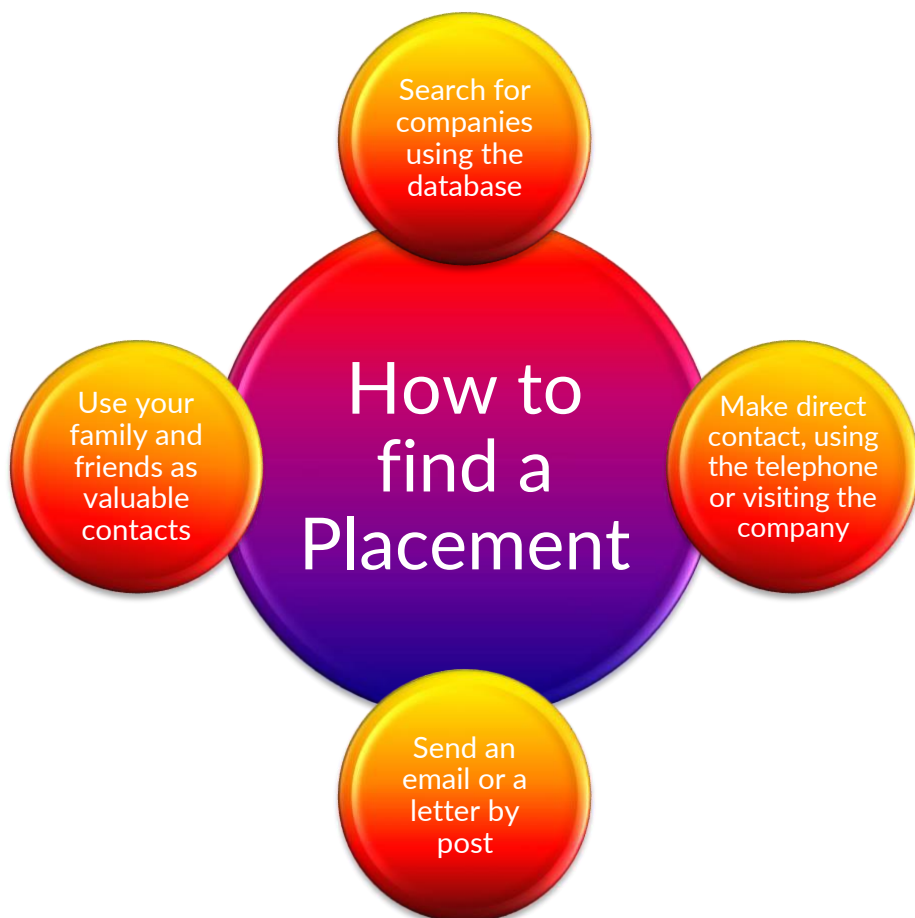 Search for
companies
using the
database
Use your
family and
friends as
valuable
contacts
How to
find a
Placement
Make direct
contact, using
the telephone
or visiting the
company
Send an
email or a
letter by
post